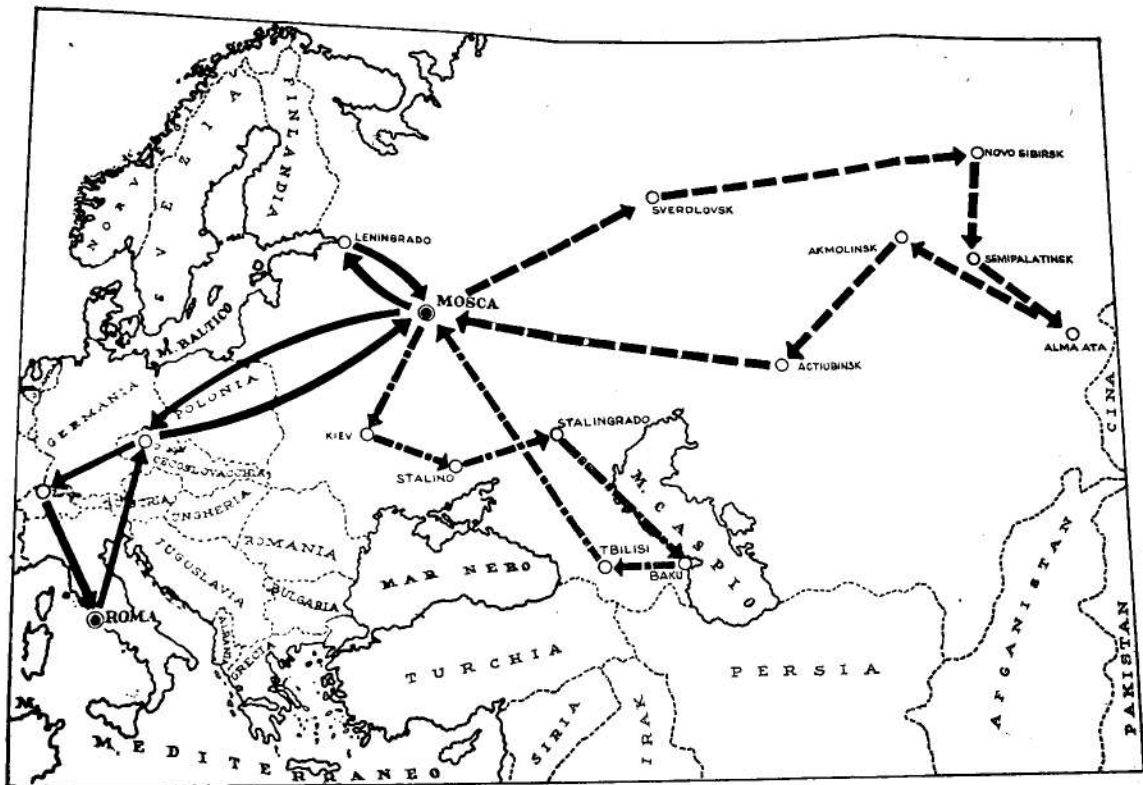 NORVEGIA
SVEZIA
FINLANDIA
LENINGRADO
MOSCA
SVERDLOVSK
NOVO SIBIRSK
AKMOLINSK
SEMIPALATINSK
ALMA ATA
ACTIUBINSK
CINA
M. BALTICO
GERMANIA
POLONIA
CECOSLOVACCHIA
UNGHERIA
ROMANIA
JUGOSLAVIA
BULGARIA
GRECIA
ROMA
KIEV
STALINO
STALINGRADO
M. CASPIO
TBILISI
BAKU
MAR NERO
TURCHIA
PERSIA
SIRIA
IRAK
AFGANISTAN
PAKISTAN
M. MEDITERRANEO